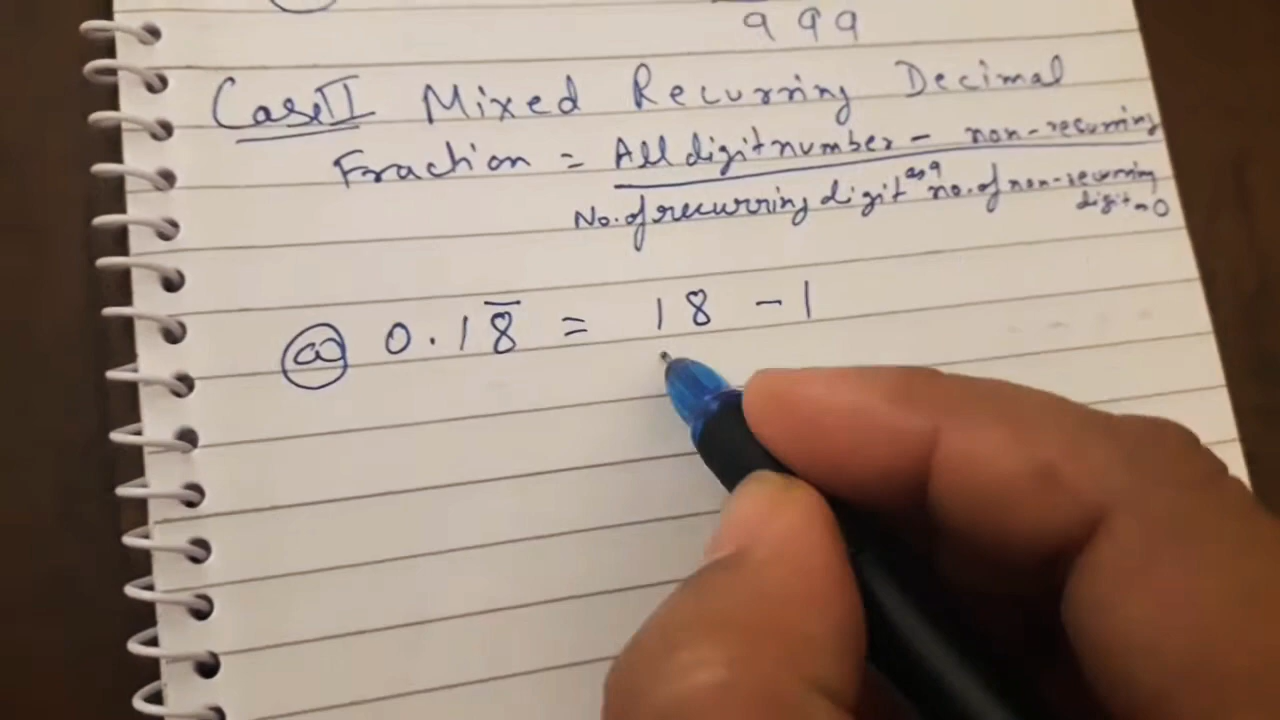 999
Case II Mixed Recurring Decimal
Fraction = All digit number - non-recurring
No. of recurring digit as 9 no. of non-recurring digit = 0
(a) 0.18̅ = 18 - 1